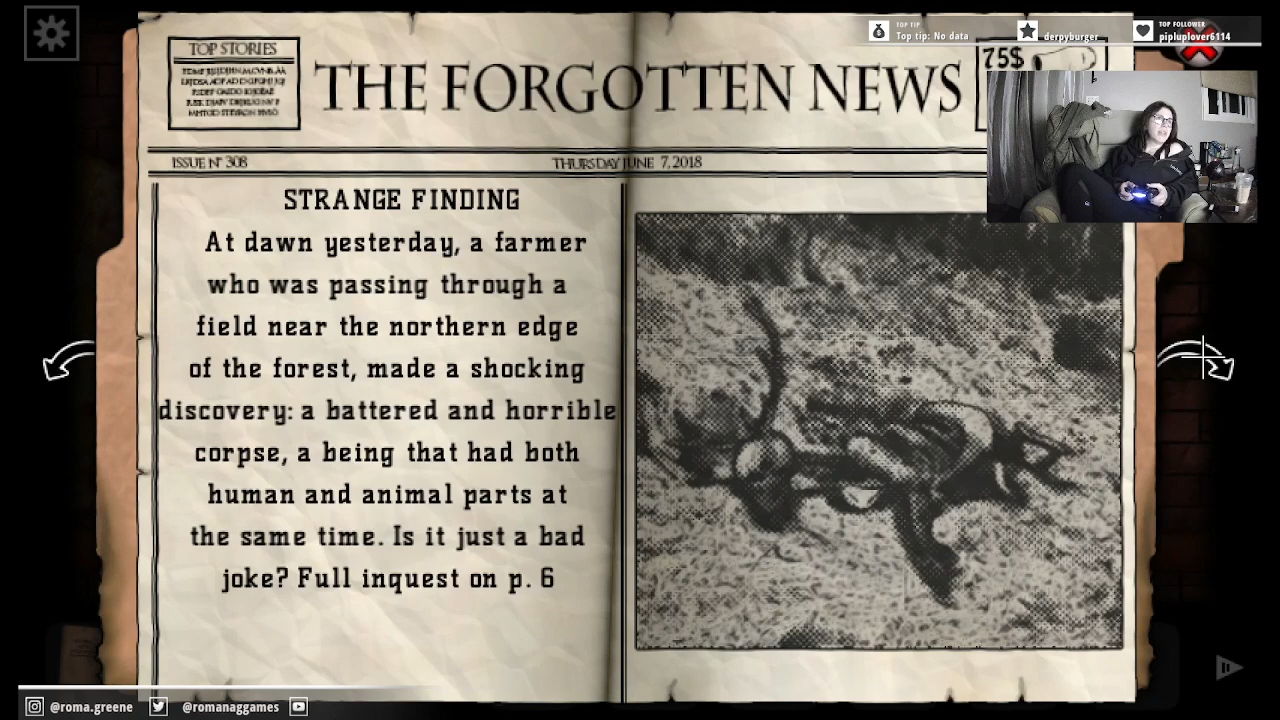 TOP TIP
Top tip: No data
derpyburger
TOP FOLLOWER
pipluplover6114
TOP STORIES
THE FORGOTTEN NEWS
75$
ISSUE N° 308
THURSDAY JUNE 7, 2018
STRANGE FINDING
At dawn yesterday, a farmer
who was passing through a
field near the northern edge
of the forest, made a shocking
discovery: a battered and horrible
corpse, a being that had both
human and animal parts at
the same time. Is it just a bad
joke? Full inquest on p. 6
@roma.greene
@romanaggames